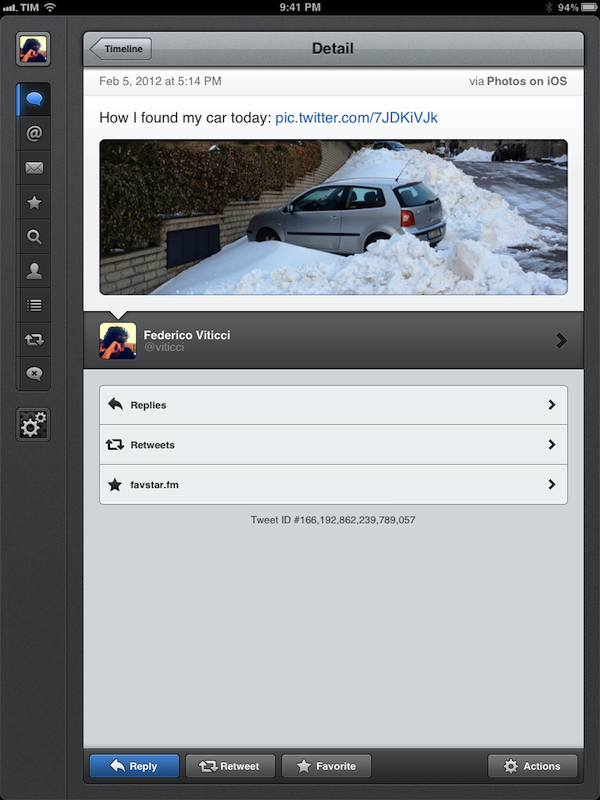 TIM 9:41 PM 94%
Timeline Detail
Feb 5, 2012 at 5:14 PM via Photos on iOS
How I found my car today: pic.twitter.com/7JDKiVJk
Federico Viticci
@viticci
Replies
Retweets
favstar.fm
Tweet ID #166,192,862,239,789,057
Reply Retweet Favorite Actions